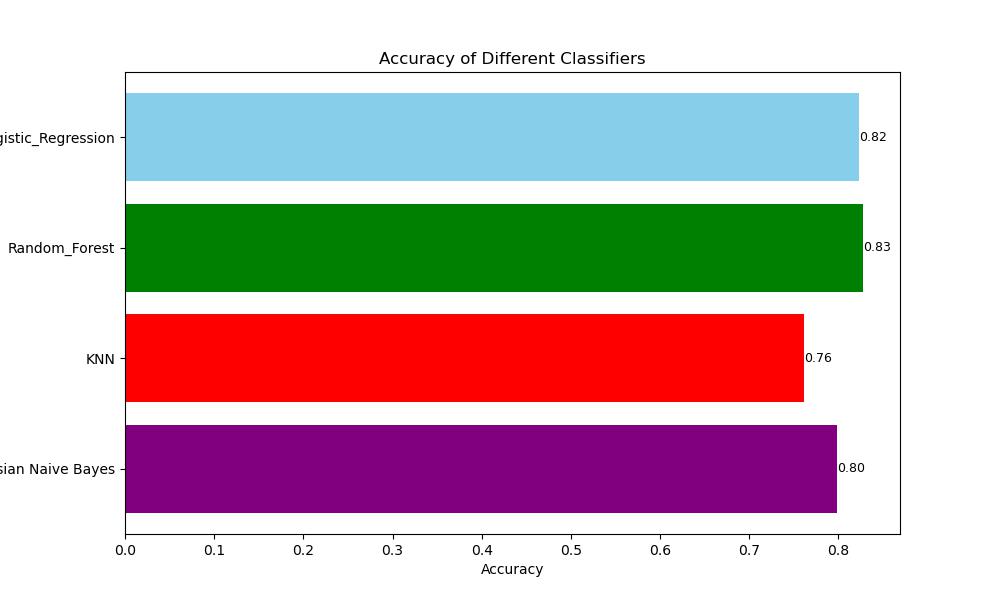 Accuracy of Different Classifiers
gistic_Regression
0.82
Random_Forest
0.83
KNN
0.76
sian Naive Bayes
0.80
0.0 0.1 0.2 0.3 0.4 0.5 0.6 0.7 0.8
Accuracy